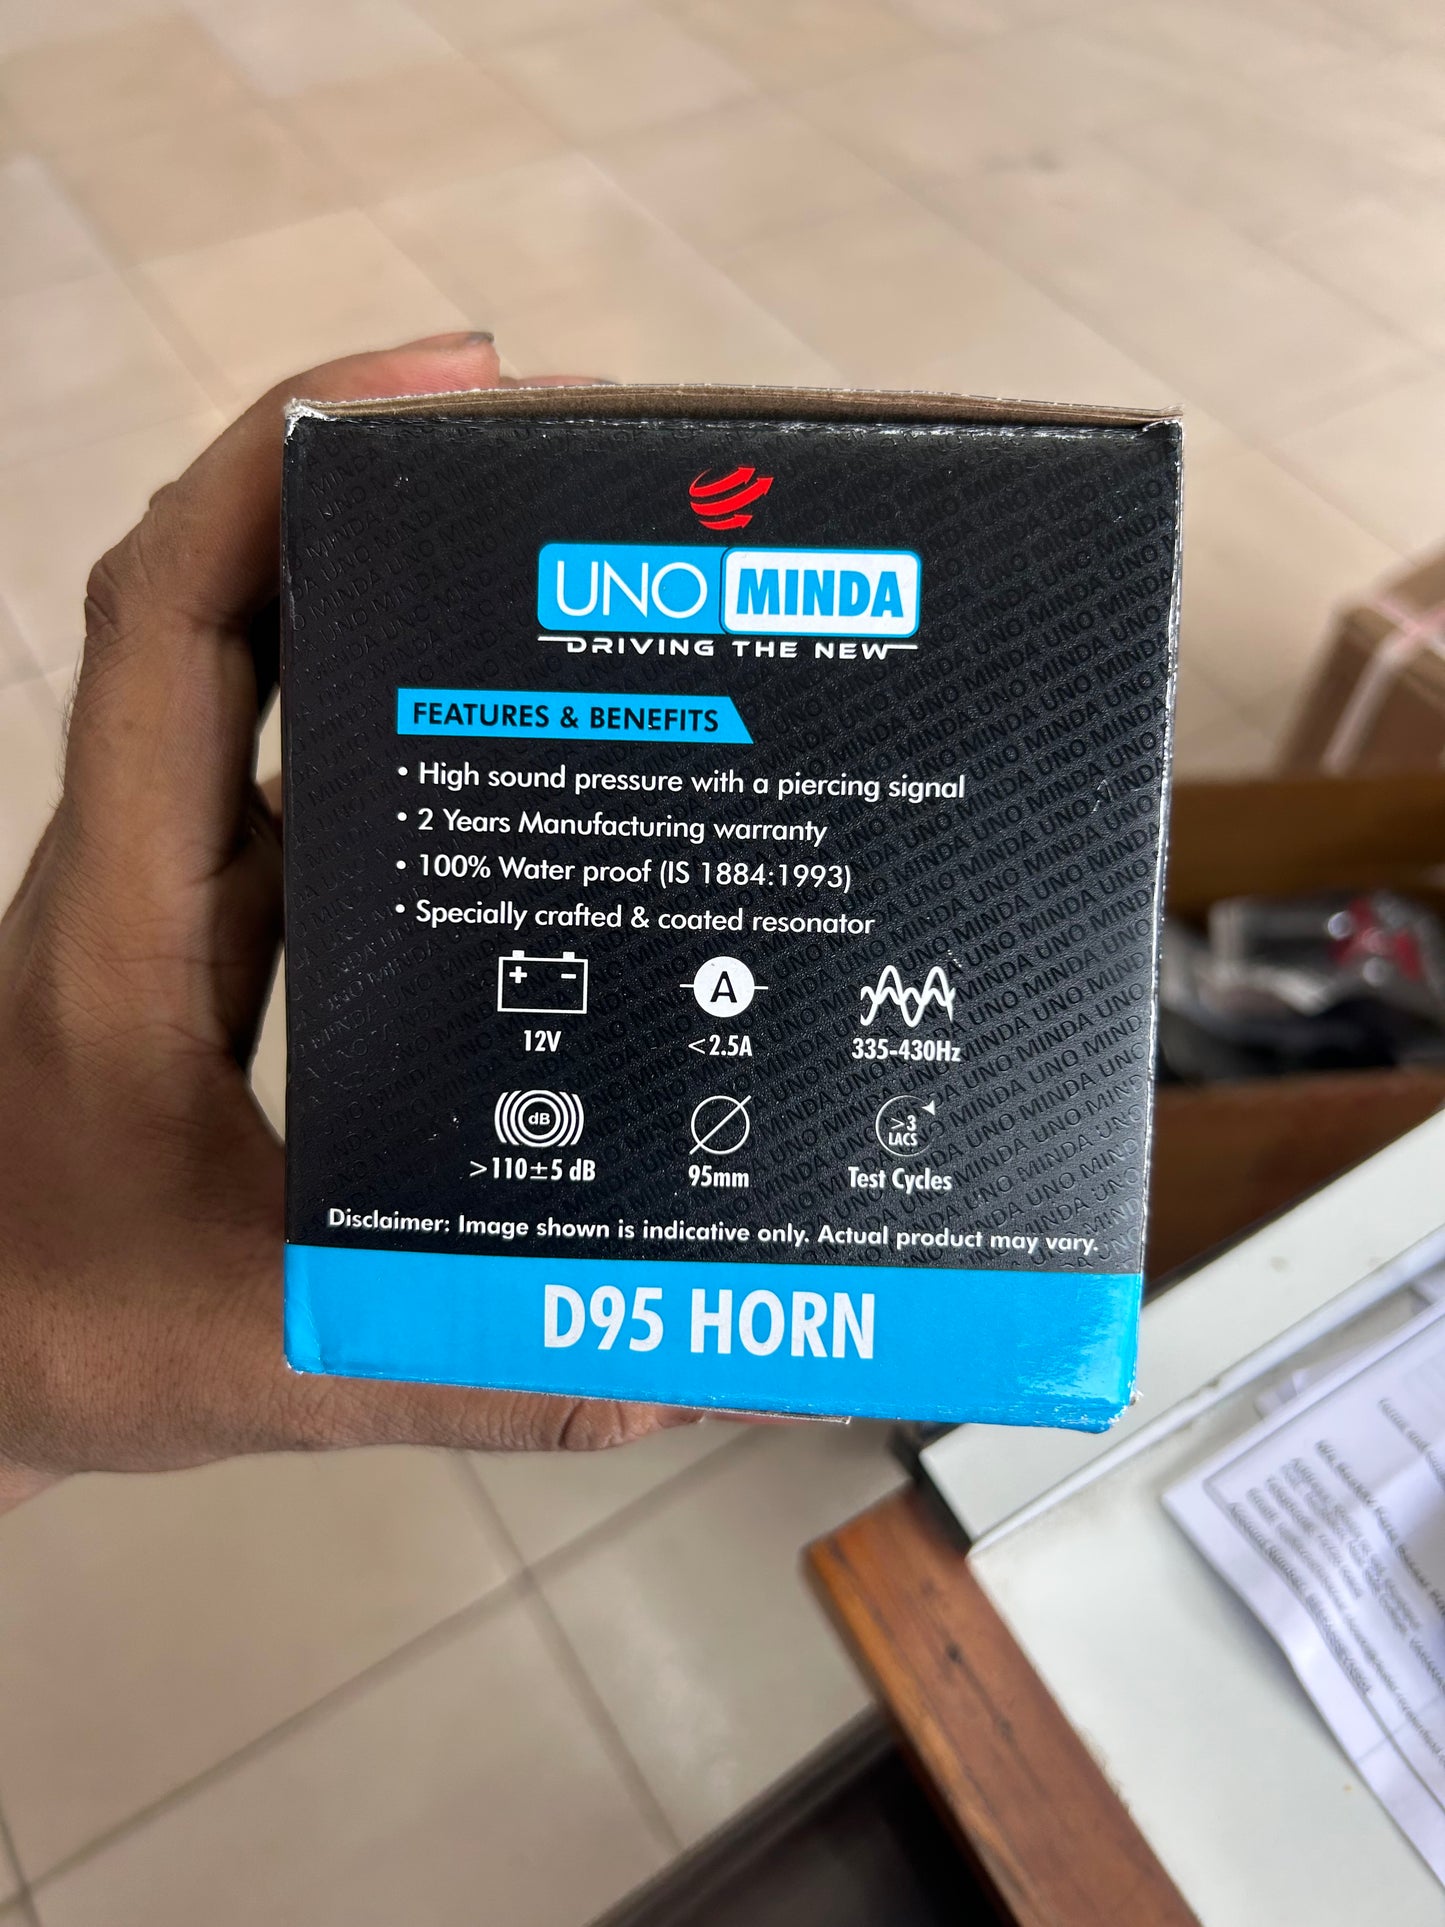 UNO MINDA
DRIVING THE NEW
FEATURES & BENEFITS
• High sound pressure with a piercing signal
• 2 Years Manufacturing warranty
• 100% Water proof (IS 1884:1993)
• Specially crafted & coated resonator
+ -
A
12V
<2.5A
335-430Hz
dB
>3
LACS
>110±5 dB
95mm
Test Cycles
Disclaimer: Image shown is indicative only. Actual product may vary.
D95 HORN